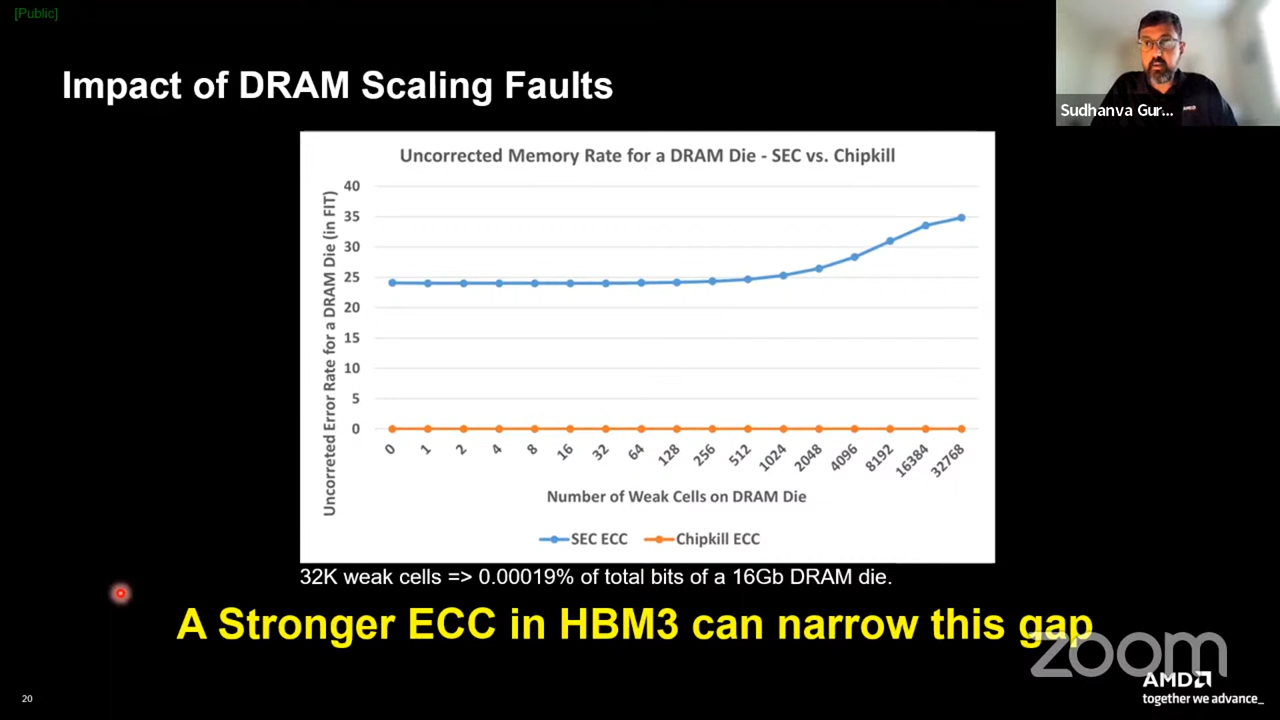 [Public]
Impact of DRAM Scaling Faults
Sudhanva Gur...
Uncorrected Memory Rate for a DRAM Die - SEC vs. Chipkill
Uncorreted Error Rate for a DRAM Die (in FIT)
40
35
30
25
20
15
10
5
0
0 1 2 4 8 16 32 64 128 256 512 1024 2048 4096 8192 16384 32768
Number of Weak Cells on DRAM Die
SEC ECC Chipkill ECC
32K weak cells => 0.00019% of total bits of a 16Gb DRAM die.
A Stronger ECC in HBM3 can narrow this gap
zoom
AMD
together we advance_
20